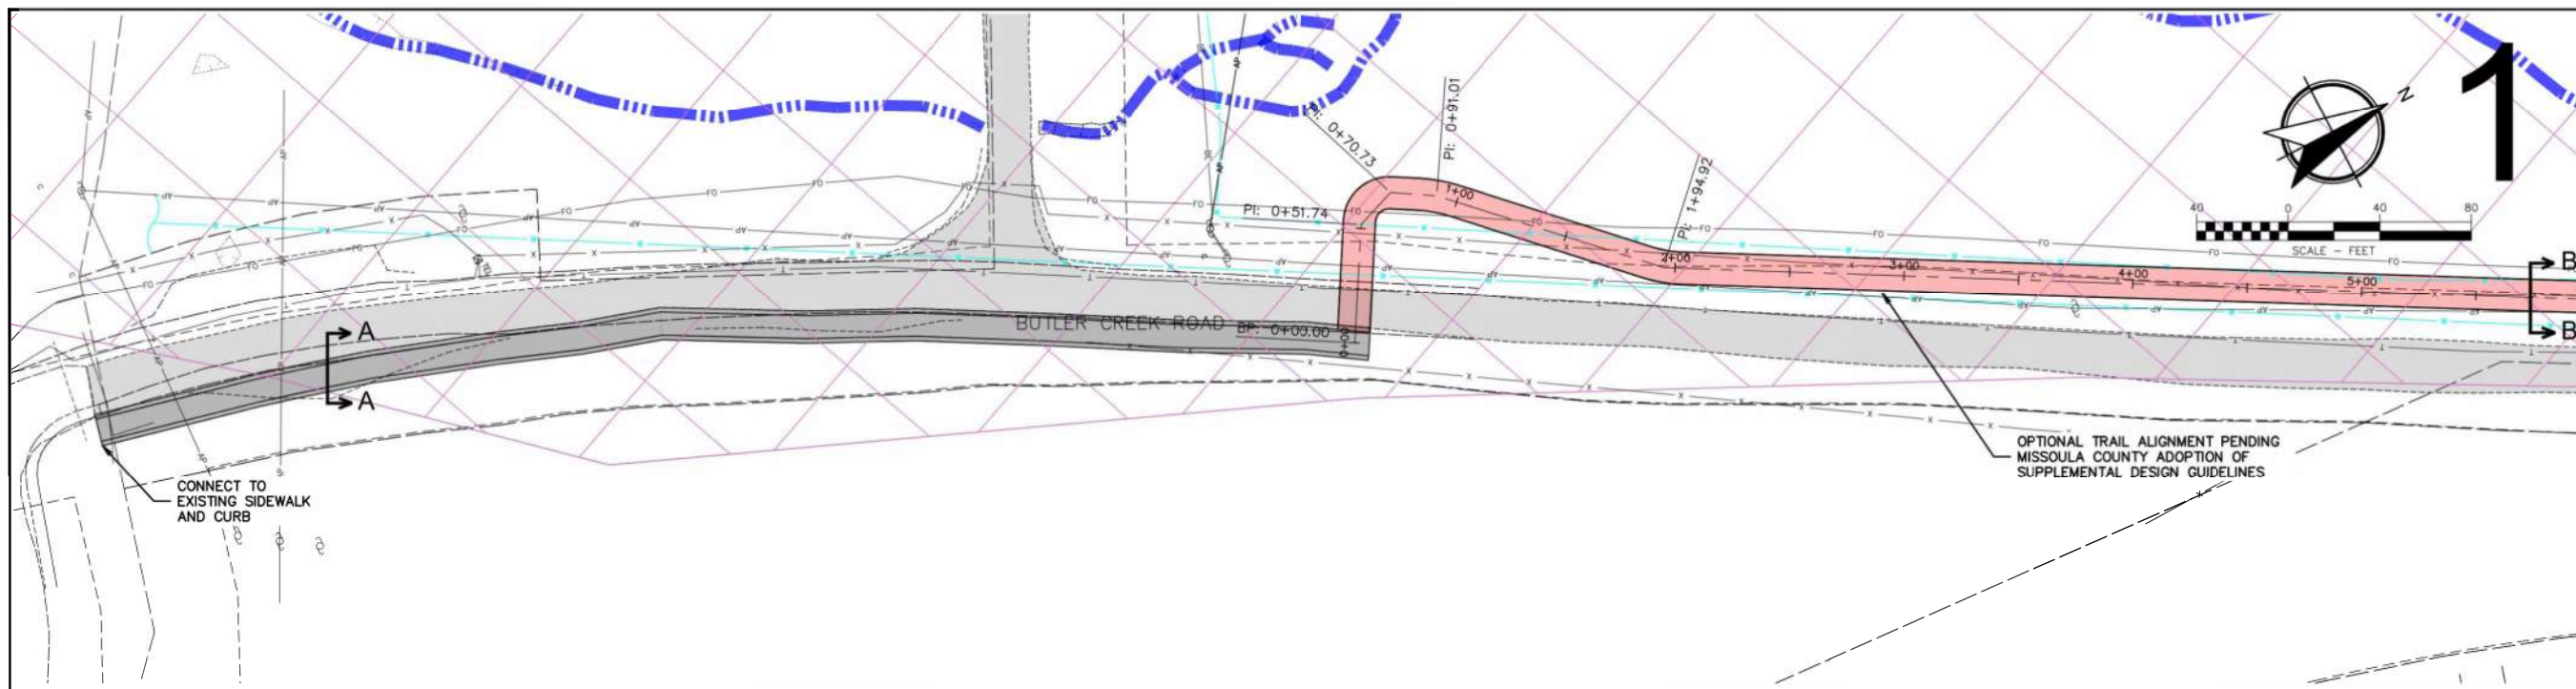 1
N
PI: 0+91.01
PI: 0+70.73
1+00
PI: 1+94.92
PI: 0+51.74
40 0 40 80
SCALE – FEET
2+00
3+00
4+00
5+00
B
B
BUTLER CREEK ROAD
BP: 0+00.00
0+00
A
A
OPTIONAL TRAIL ALIGNMENT PENDING
MISSOULA COUNTY ADOPTION OF
SUPPLEMENTAL DESIGN GUIDELINES
CONNECT TO
EXISTING SIDEWALK
AND CURB